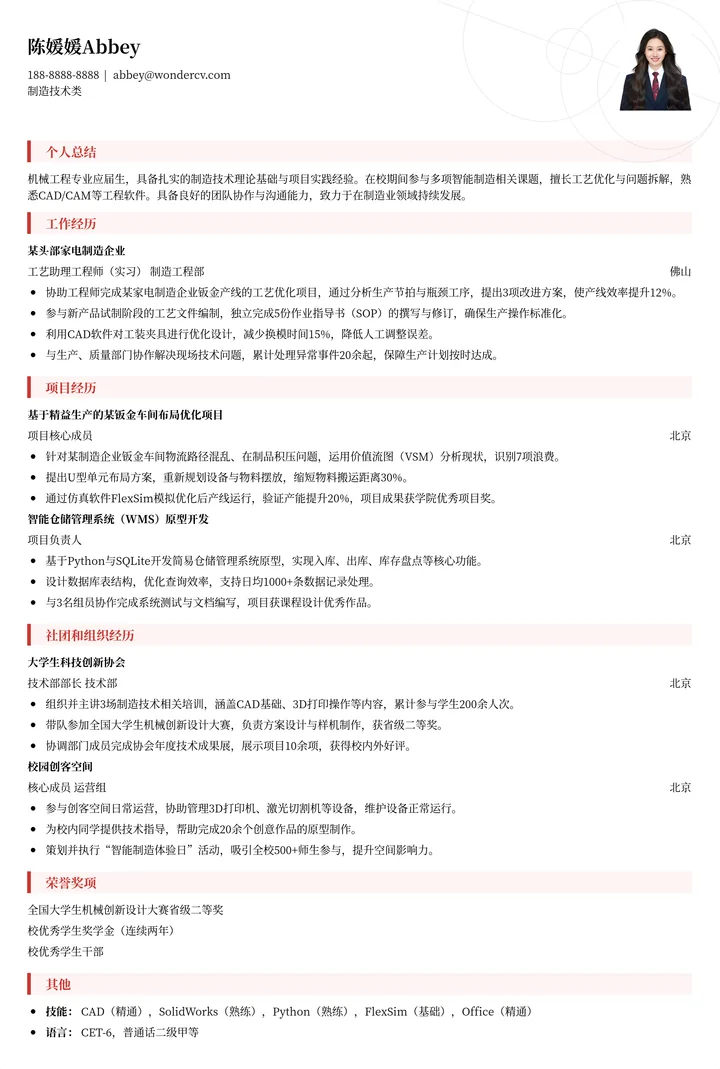 陈媛媛Abbey
188-8888-8888 | abbey@wondercv.com
制造技术类
个人总结
机械工程专业应届生，具备扎实的制造技术理论基础与项目实践经验。在校期间参与多项智能制造相关课题，擅长工艺优化与问题拆解，熟
悉CAD/CAM等工程软件。具备良好的团队协作与沟通能力，致力于在制造业领域持续发展。
工作经历
某头部家电制造企业
工艺助理工程师（实习） 制造工程部 佛山
• 协助工程师完成某家电制造企业钣金产线的工艺优化项目，通过分析生产节拍与瓶颈工序，提出3项改进方案，使产线效率提升12%。
• 参与新产品试制阶段的工艺文件编制，独立完成5份作业指导书（SOP）的撰写与修订，确保生产操作标准化。
• 利用CAD软件对工装夹具进行优化设计，减少换模时间15%，降低人工调整误差。
• 与生产、质量部门协作解决现场技术问题，累计处理异常事件20余起，保障生产计划按时达成。
项目经历
基于精益生产的某钣金车间布局优化项目
项目核心成员 北京
• 针对某制造企业钣金车间物流路径混乱、在制品积压问题，运用价值流图（VSM）分析现状，识别7项浪费。
• 提出U型单元布局方案，重新规划设备与物料摆放，缩短物料搬运距离30%。
• 通过仿真软件FlexSim模拟优化后产线运行，验证产能提升20%，项目成果获学院优秀项目奖。
智能仓储管理系统（WMS）原型开发
项目负责人 北京
• 基于Python与SQLite开发简易仓储管理系统原型，实现入库、出库、库存盘点等核心功能。
• 设计数据库表结构，优化查询效率，支持日均1000+条数据记录处理。
• 与3名组员协作完成系统测试与文档编写，项目获课程设计优秀作品。
社团和组织经历
大学生科技创新协会
技术部部长 技术部 北京
• 组织并主讲3场制造技术相关培训，涵盖CAD基础、3D打印操作等内容，累计参与学生200余人次。
• 带队参加全国大学生机械创新设计大赛，负责方案设计与样机制作，获省级二等奖。
• 协调部门成员完成协会年度技术成果展，展示项目10余项，获得校内外好评。
校园创客空间
核心成员 运营组 北京
• 参与创客空间日常运营，协助管理3D打印机、激光切割机等设备，维护设备正常运行。
• 为校内同学提供技术指导，帮助完成20余个创意作品的原型制作。
• 策划并执行“智能制造体验日”活动，吸引全校500+师生参与，提升空间影响力。
荣誉奖项
全国大学生机械创新设计大赛省级二等奖
校优秀学生奖学金（连续两年）
校优秀学生干部
其他
• 技能： CAD（精通）, SolidWorks（熟练）, Python（熟练）, FlexSim（基础）, Office（精通）
• 语言： CET-6，普通话二级甲等